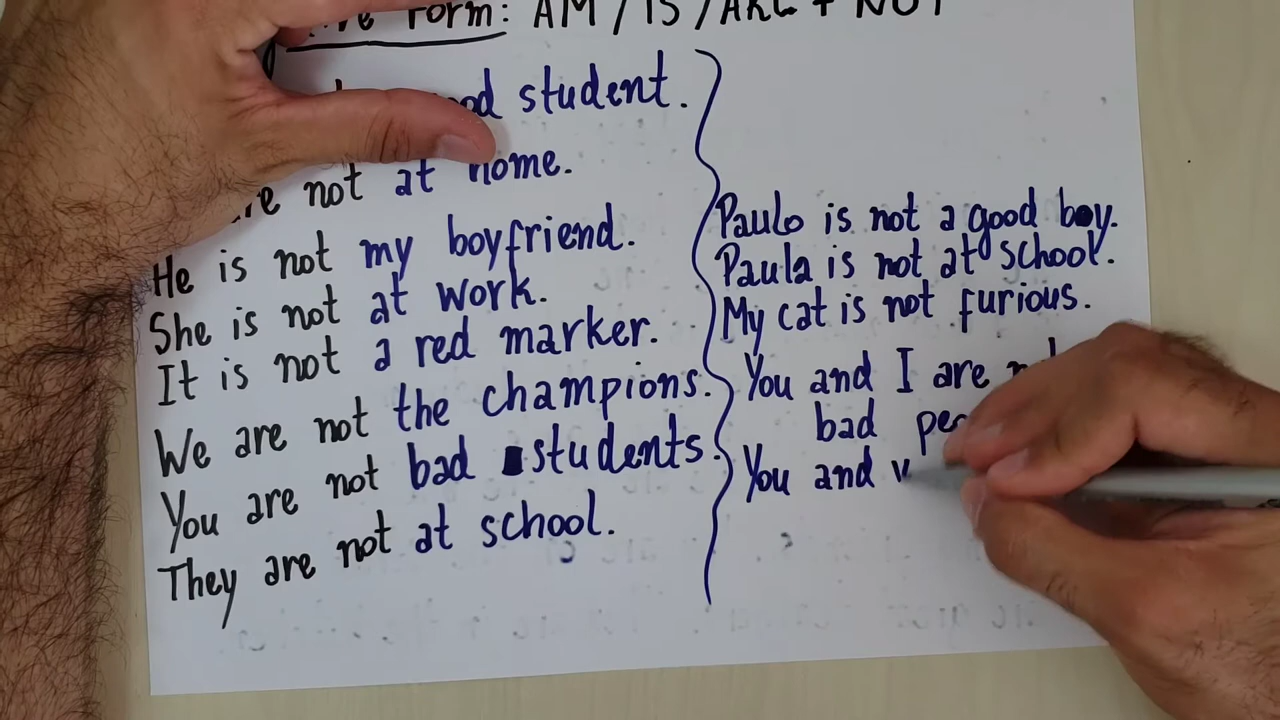 Form: AM / IS / ARE + NOT
student.
not at home.
He is not my boyfriend.
She is not at work.
It is not a red marker.
We are not the champions.
You are not bad students.
They are not at school.
Paulo is not a good boy.
Paula is not at school.
My cat is not furious.
You and I are
bad
You and